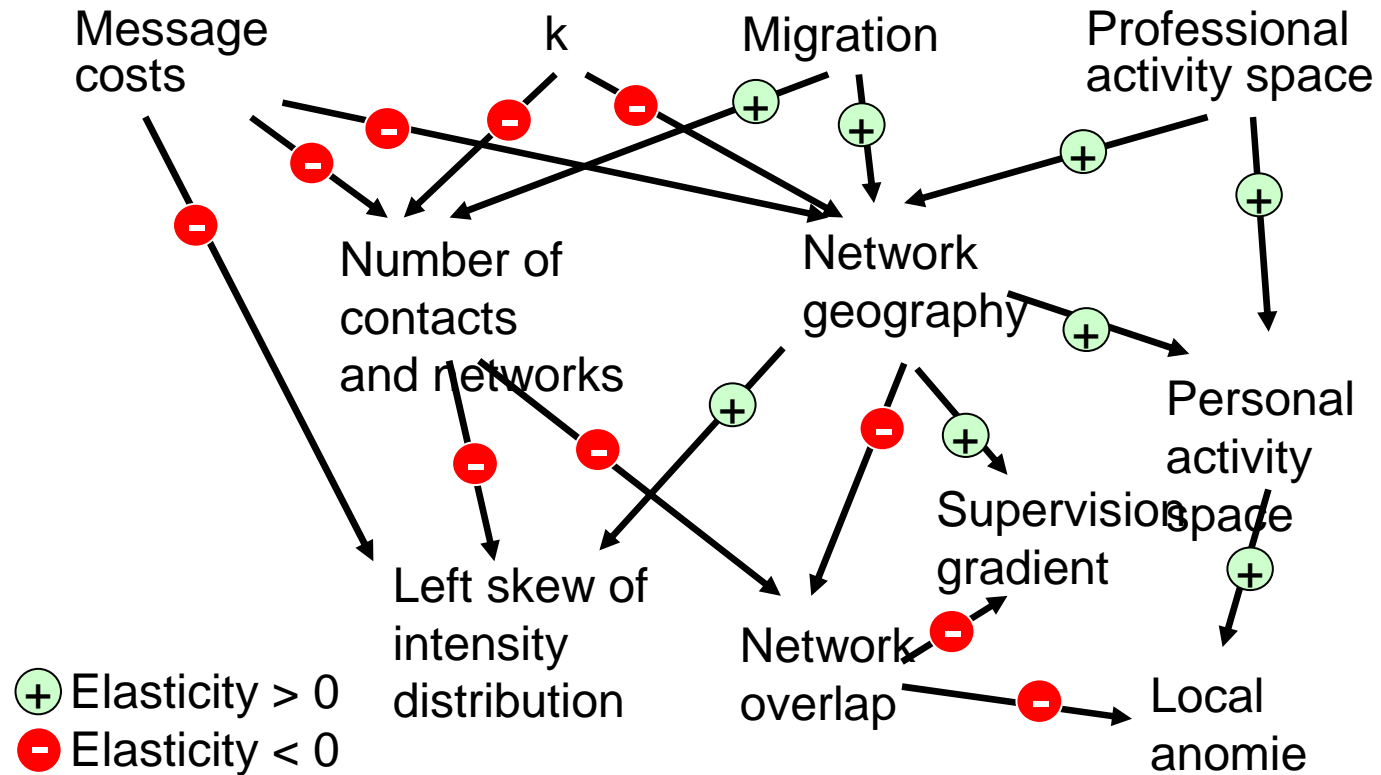 Message
costs
k
Migration
Professional
activity space
-
-
-
-
-
+
+
+
+
Number of
contacts
and networks
Network
geography
+
Personal
activity
space
-
-
+
-
+
Supervision
gradient
+
Left skew of
intensity
distribution
Network
overlap
-
-
Local
anomie
+ Elasticity > 0
- Elasticity < 0